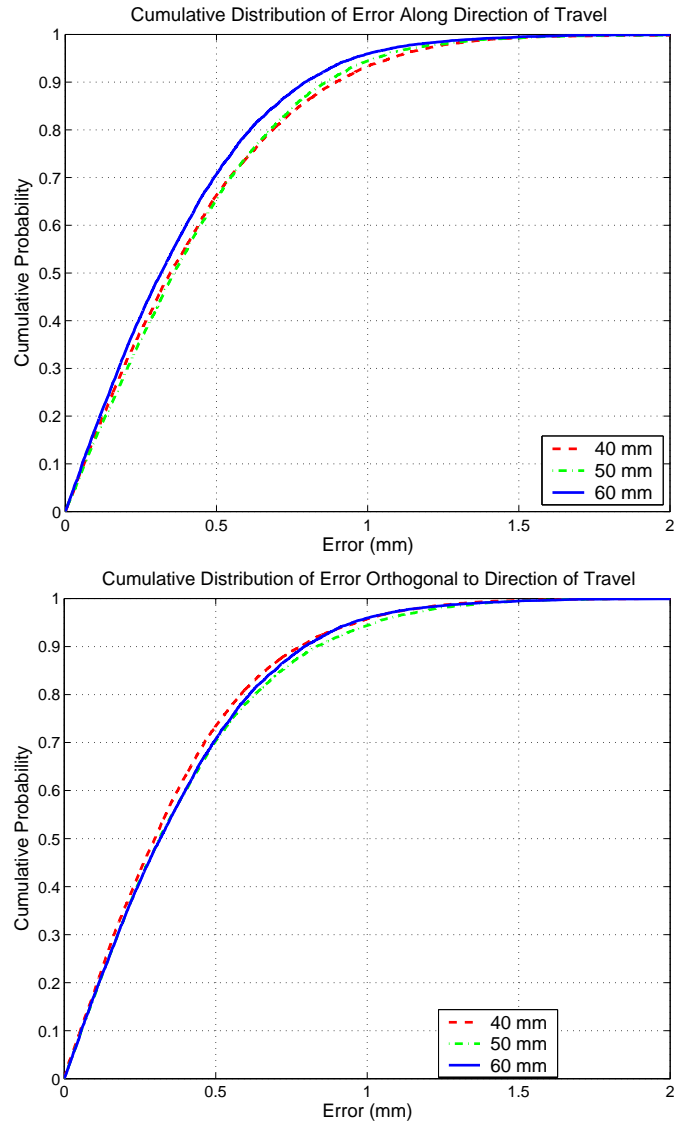 Cumulative Distribution of Error Along Direction of Travel
1
0.9
0.8
0.7
0.6
0.5
0.4
0.3
0.2
0.1
0
Cumulative Probability
0
0.5
1
1.5
2
Error (mm)
40 mm
50 mm
60 mm
Cumulative Distribution of Error Orthogonal to Direction of Travel
1
0.9
0.8
0.7
0.6
0.5
0.4
0.3
0.2
0.1
0
Cumulative Probability
0
0.5
1
1.5
2
Error (mm)
40 mm
50 mm
60 mm